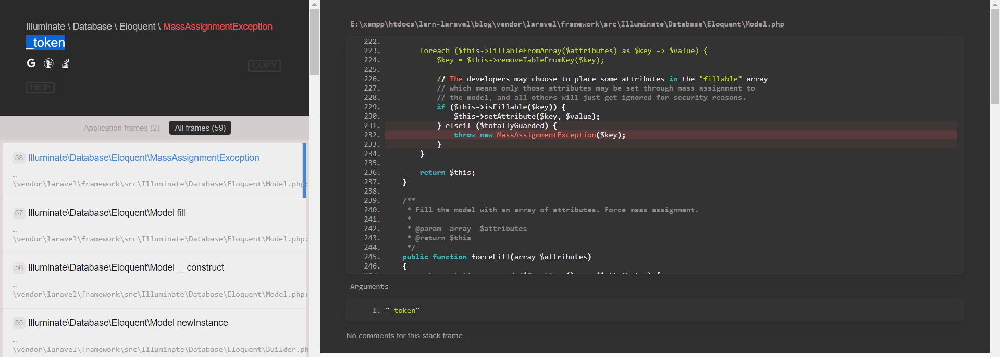 Illuminate \ Database \ Eloquent \ MassAssignmentException
_token
COPY
HIDE
Application frames (2) All frames (59)
58 Illuminate\Database\Eloquent\MassAssignmentException
…
\vendor\laravel\framework\src\Illuminate\Database\Eloquent\Model.php:
57 Illuminate\Database\Eloquent\Model fill
…
\vendor\laravel\framework\src\Illuminate\Database\Eloquent\Model.php:
56 Illuminate\Database\Eloquent\Model __construct
…
\vendor\laravel\framework\src\Illuminate\Database\Eloquent\Model.php:
55 Illuminate\Database\Eloquent\Model newInstance
…
\vendor\laravel\framework\src\Illuminate\Database\Eloquent\Builder.ph
E:\xampp\htdocs\lern-laravel\blog\vendor\laravel\framework\src\Illuminate\Database\Eloquent\Model.php
222.
223. foreach ($this->fillableFromArray($attributes) as $key => $value) {
224. $key = $this->removeTableFromKey($key);
225.
226. // The developers may choose to place some attributes in the "fillable" array
227. // which means only those attributes may be set through mass assignment to
228. // the model, and all others will just get ignored for security reasons.
229. if ($this->isFillable($key)) {
230. $this->setAttribute($key, $value);
231. } elseif ($totallyGuarded) {
232. throw new MassAssignmentException($key);
233. }
234. }
235.
236. return $this;
237. }
238.
239. /**
240. * Fill the model with an array of attributes. Force mass assignment.
241. *
242. * @param array $attributes
243. * @return $this
244. */
245. public function forceFill(array $attributes)
246. {
Arguments
1. "_token"
No comments for this stack frame.